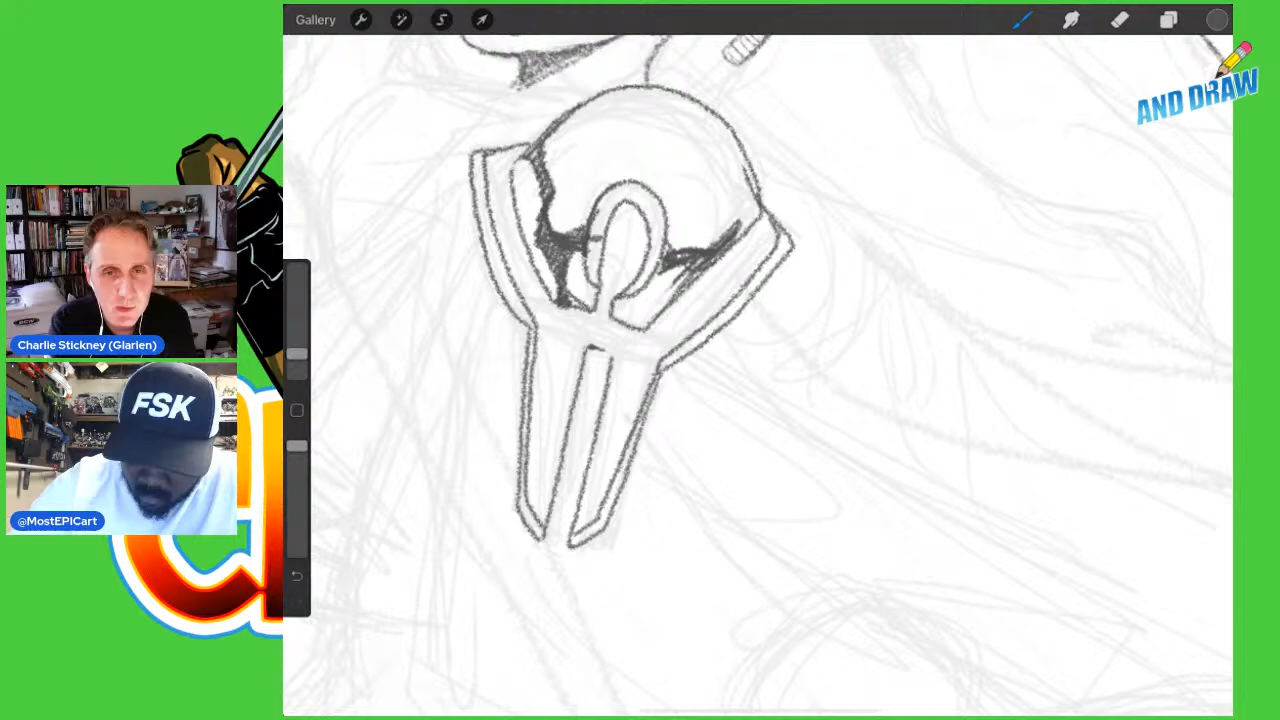 Gallery
AND DRAW
Charlie Stickney (Glarien)
FSK
@MostEPICart